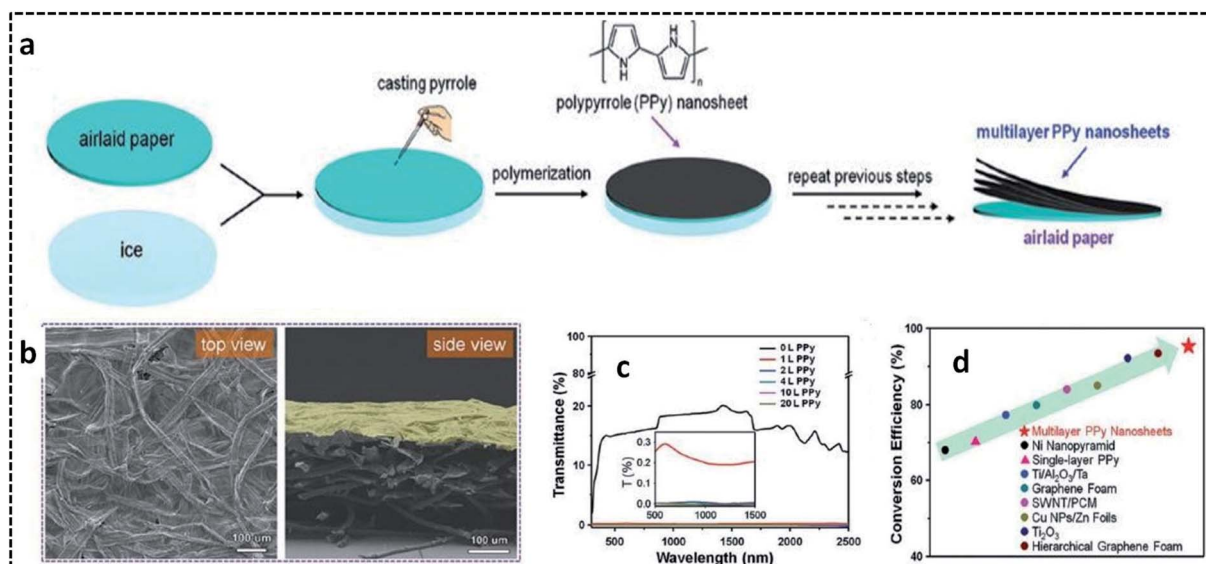 a
airlaid paper
ice
casting pyrrole
polymerization
N
H
H
N
n
polypyrrole (PPy) nanosheet
repeat previous steps
multilayer PPy nanosheets
airlaid paper
b
top view
100 um
side view
100 um
c
Transmittance (%)
100
80
20
10
0
500 1000 1500 2000 2500
Wavelength (nm)
0 L PPy
1 L PPy
2 L PPy
4 L PPy
10 L PPy
20 L PPy
T (%)
0.3
0.2
0.1
0.0
500 1000 1500
d
Conversion Efficiency (%)
100
90
80
70
60
50
40
Multilayer PPy Nanosheets
Ni Nanopyramid
Single-layer PPy
Ti/Al₂O₃/Ta
Graphene Foam
SWNT/PCM
Cu NPs/Zn Foils
Ti₂O₃
Hierarchical Graphene Foam